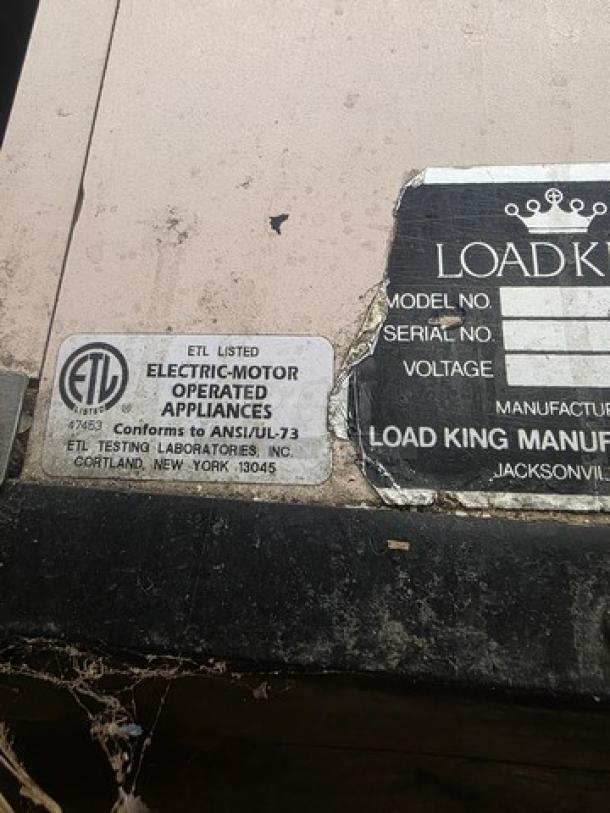 ETL LISTED
ELECTRIC-MOTOR
OPERATED
APPLIANCES
ETL
LISTED
®
47453 Conforms to ANSI/UL-73
ETL TESTING LABORATORIES, INC.
CORTLAND, NEW YORK 13045
LOAD KI
MODEL NO.
SERIAL NO.
VOLTAGE
MANUFACTUR
LOAD KING MANUF
JACKSONVIL